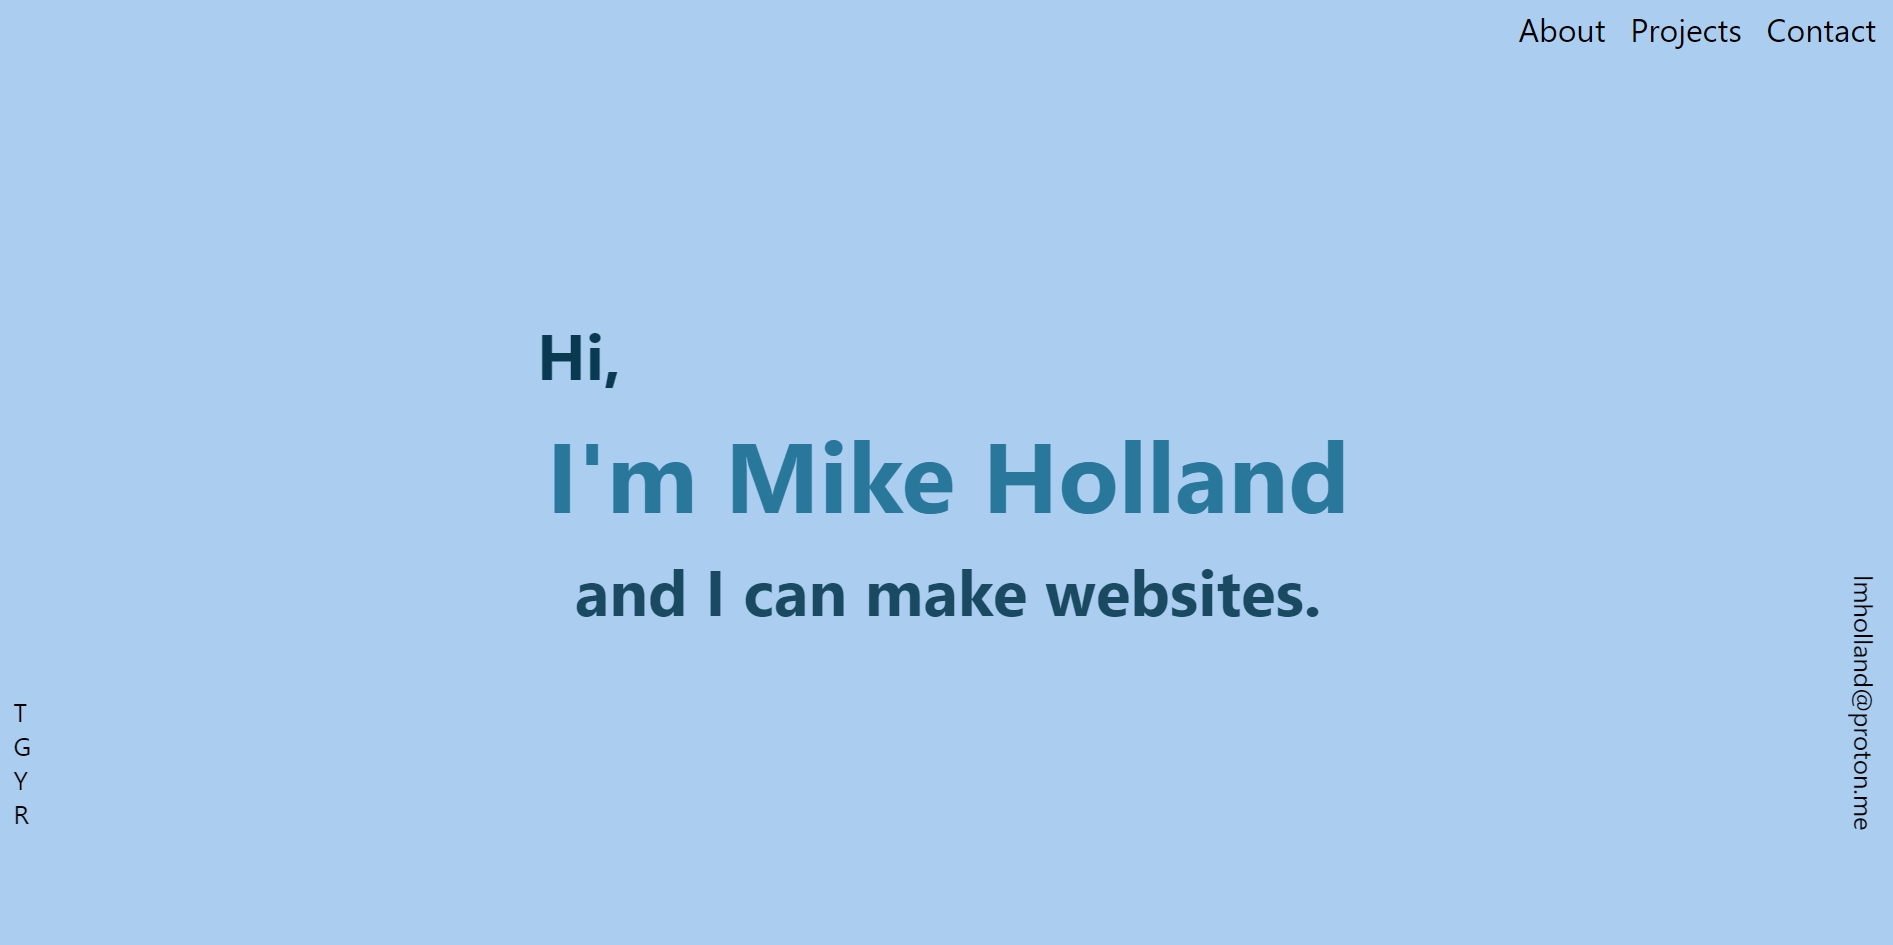 About Projects Contact
Hi,
I'm Mike Holland
and I can make websites.
T
G
Y
R
lmholland@proton.me